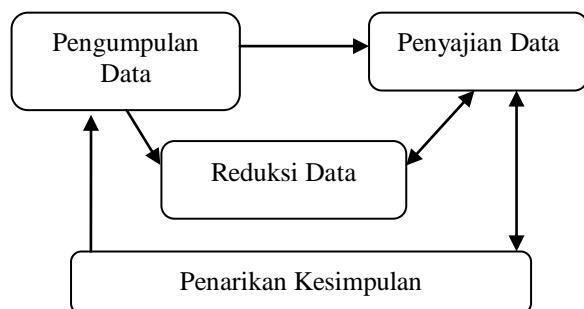 Pengumpulan
Data
Penyajian Data
Reduksi Data
Penarikan Kesimpulan